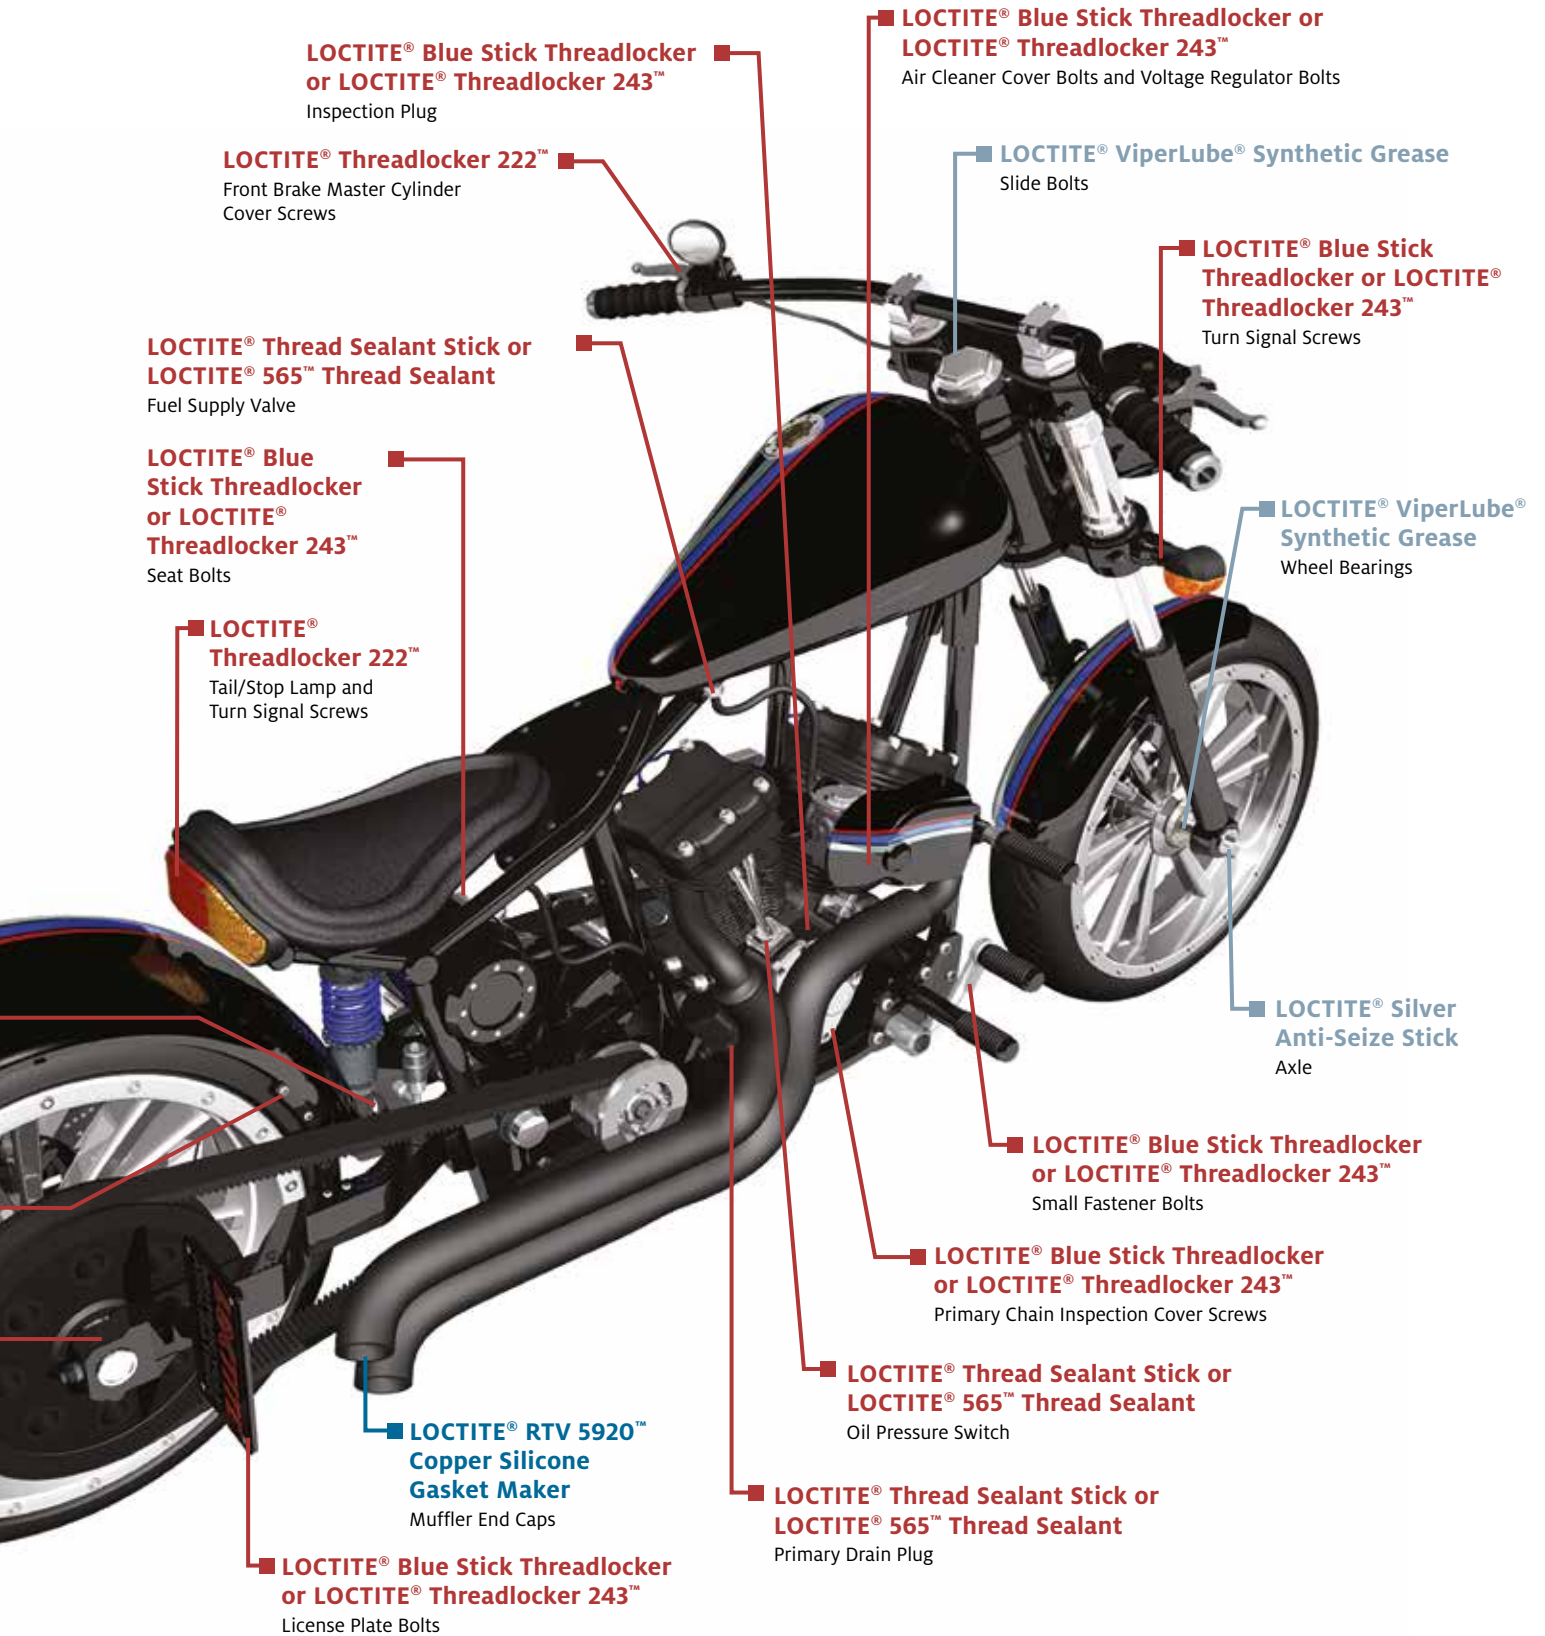 LOCTITE® Blue Stick Threadlocker or
LOCTITE® Threadlocker 243™
Air Cleaner Cover Bolts and Voltage Regulator Bolts
LOCTITE® Blue Stick Threadlocker
or LOCTITE® Threadlocker 243™
Inspection Plug
LOCTITE® Threadlocker 222™
Front Brake Master Cylinder
Cover Screws
LOCTITE® ViperLube® Synthetic Grease
Slide Bolts
LOCTITE® Blue Stick
Threadlocker or LOCTITE®
Threadlocker 243™
Turn Signal Screws
LOCTITE® Thread Sealant Stick or
LOCTITE® 565™ Thread Sealant
Fuel Supply Valve
LOCTITE® Blue
Stick Threadlocker
or LOCTITE®
Threadlocker 243™
Seat Bolts
LOCTITE® ViperLube®
Synthetic Grease
Wheel Bearings
LOCTITE®
Threadlocker 222™
Tail/Stop Lamp and
Turn Signal Screws
LOCTITE® Silver
Anti-Seize Stick
Axle
LOCTITE® Blue Stick Threadlocker
or LOCTITE® Threadlocker 243™
Small Fastener Bolts
LOCTITE® Blue Stick Threadlocker
or LOCTITE® Threadlocker 243™
Primary Chain Inspection Cover Screws
LOCTITE® Thread Sealant Stick or
LOCTITE® 565™ Thread Sealant
Oil Pressure Switch
LOCTITE® RTV 5920™
Copper Silicone
Gasket Maker
Muffler End Caps
LOCTITE® Thread Sealant Stick or
LOCTITE® 565™ Thread Sealant
Primary Drain Plug
LOCTITE® Blue Stick Threadlocker
or LOCTITE® Threadlocker 243™
License Plate Bolts